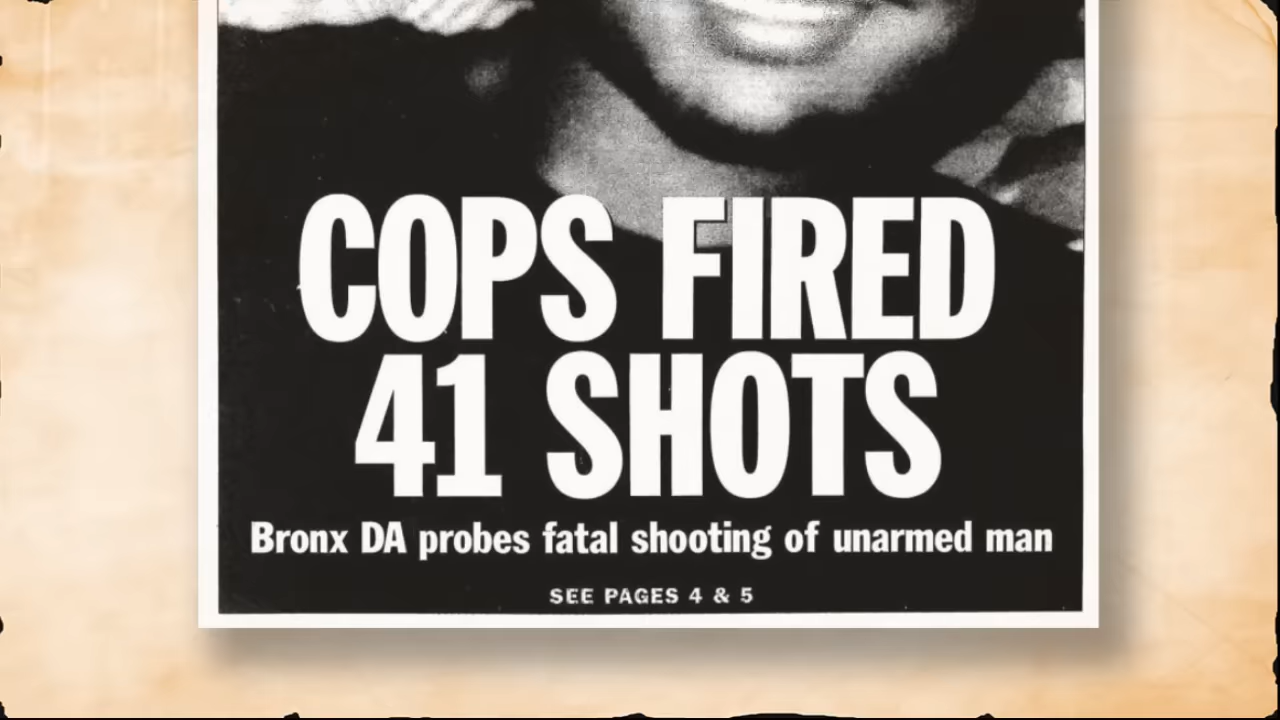 COPS FIRED
41 SHOTS
Bronx DA probes fatal shooting of unarmed man
SEE PAGES 4 & 5